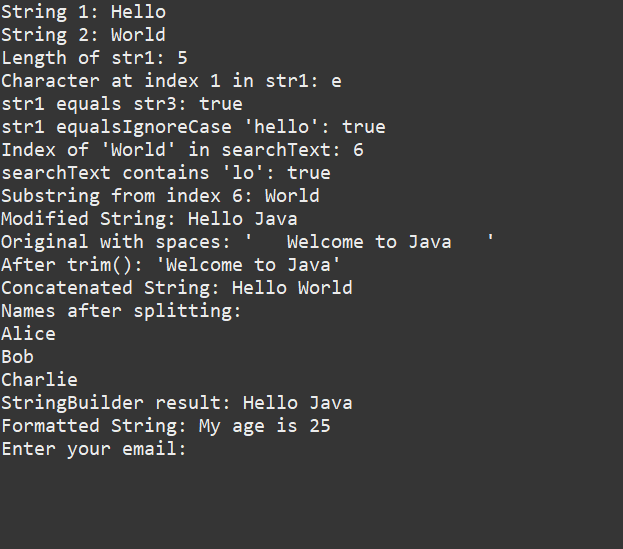 String 1: Hello
String 2: World
Length of str1: 5
Character at index 1 in str1: e
str1 equals str3: true
str1 equalsIgnoreCase 'hello': true
Index of 'World' in searchText: 6
searchText contains 'lo': true
Substring from index 6: World
Modified String: Hello Java
Original with spaces: '   Welcome to Java   '
After trim(): 'Welcome to Java'
Concatenated String: Hello World
Names after splitting:
Alice
Bob
Charlie
StringBuilder result: Hello Java
Formatted String: My age is 25
Enter your email: